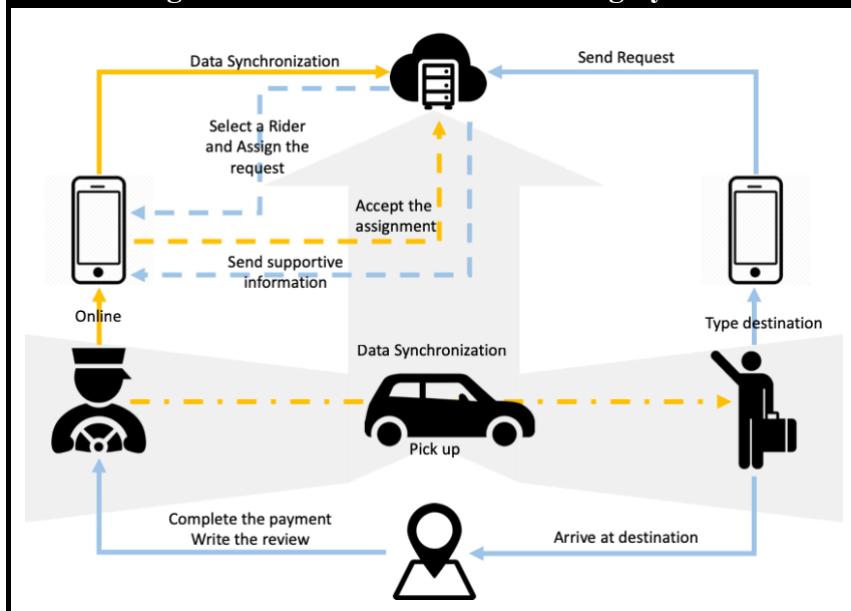 Data Synchronization
Send Request
Select a Rider
and Assign the
request
Accept the
assignment
Send supportive
information
Online
Type destination
Data Synchronization
Pick up
Complete the payment
Write the review
Arrive at destination